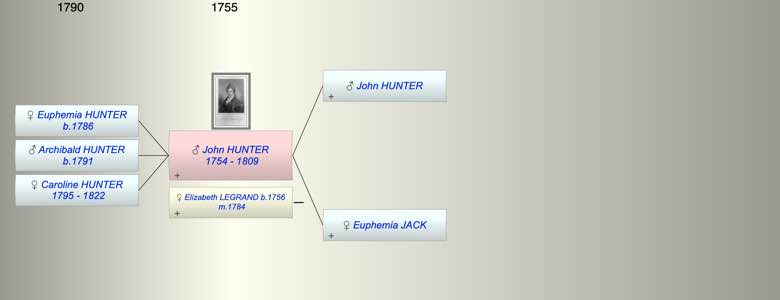 1790
1755
♂ John HUNTER
+
♀ Euphemia HUNTER
b.1786
♂ Archibald HUNTER
b.1791
♀ Caroline HUNTER
1795 - 1822
♂ John HUNTER
1754 - 1809
+
♀ Elizabeth LEGRAND b.1756
m.1784
+
♀ Euphemia JACK
+